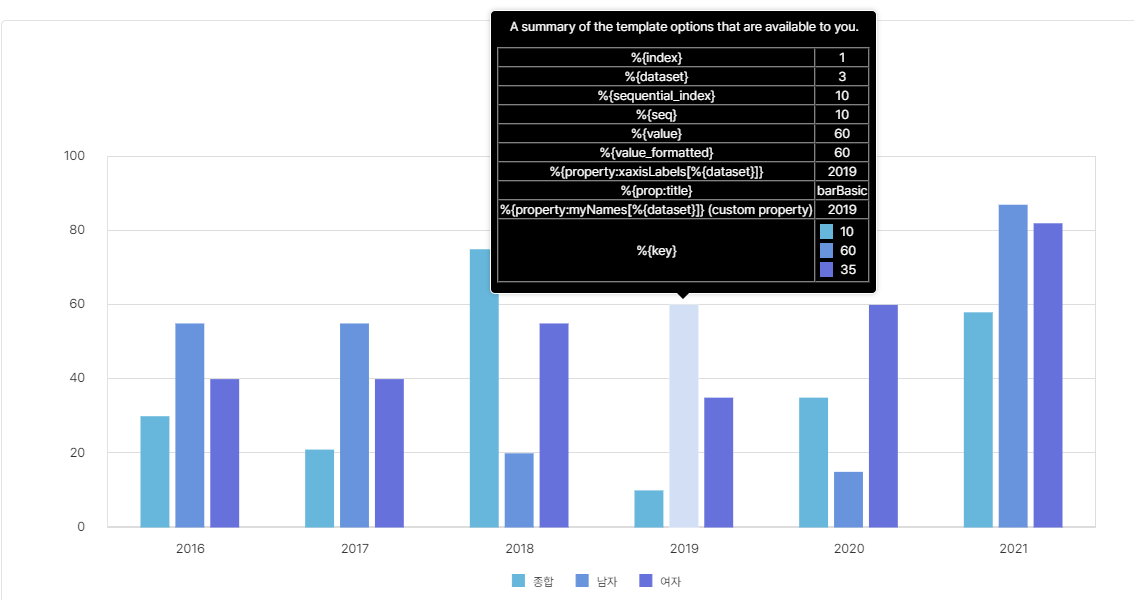 A summary of the template options that are available to you.
%{index} 1
%{dataset} 3
%{sequential_index} 10
%{seq} 10
%{value} 60
%{value_formatted} 60
%{property:xaxisLabels[%{dataset}]} 2019
%{prop:title} barBasic
%{property:myNames[%{dataset}]} (custom property) 2019
%{key} 10
60
35
100
80
60
40
20
0
2016 2017 2018 2019 2020 2021
종합 남자 여자